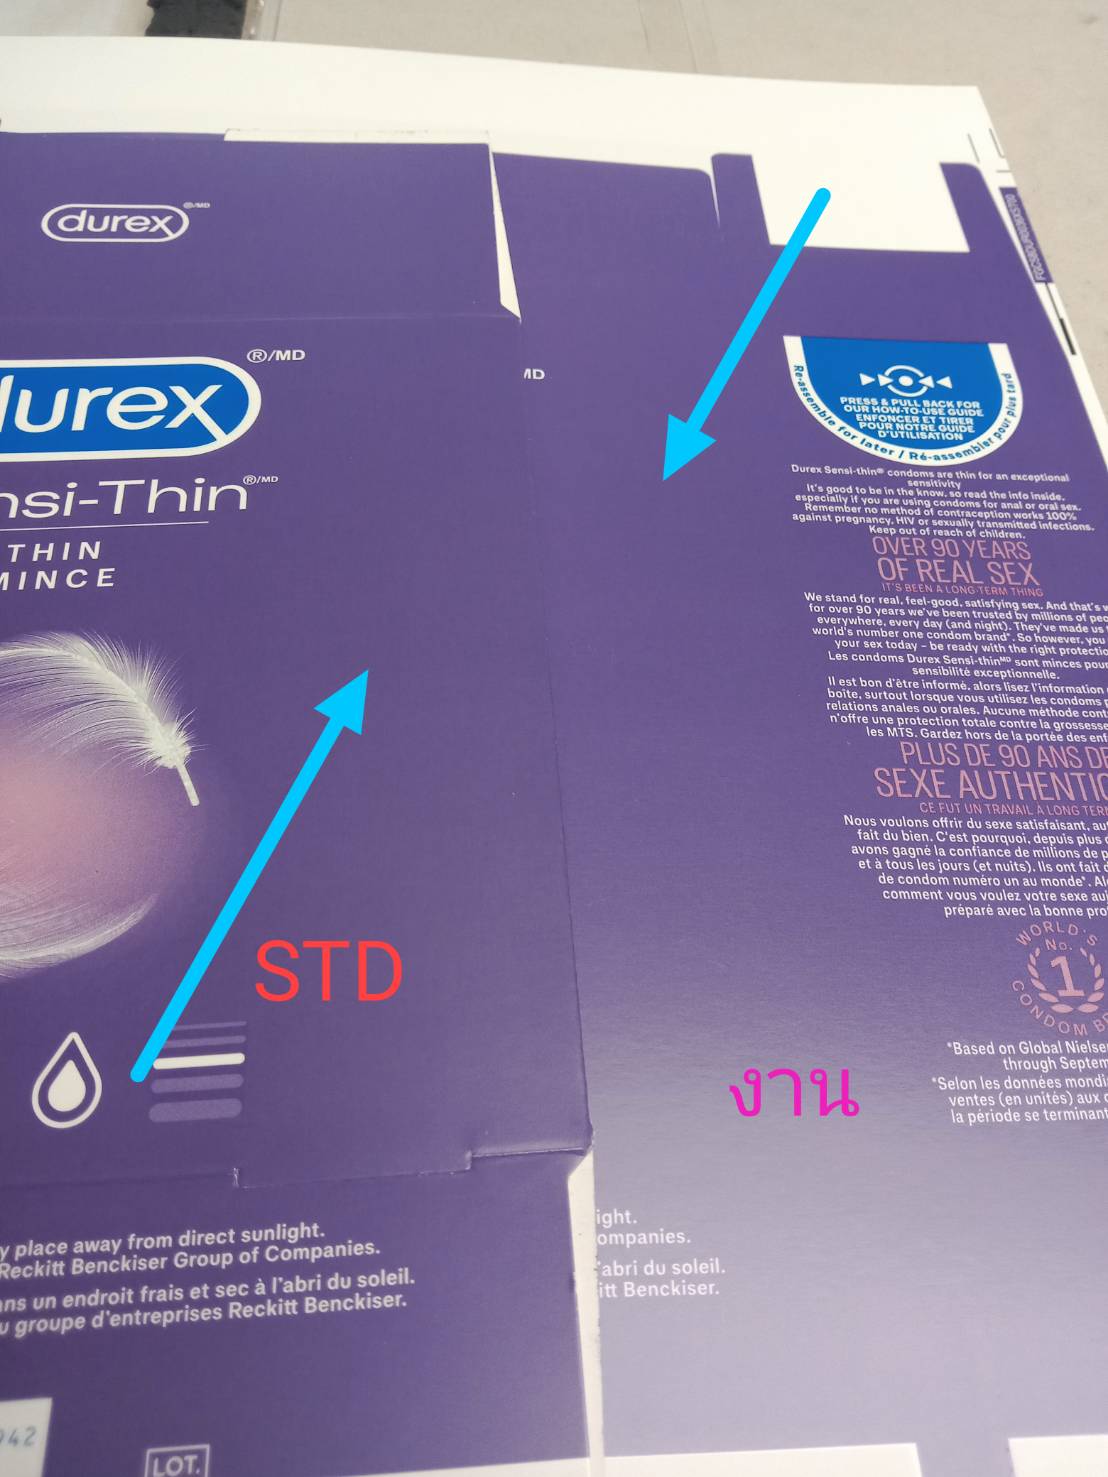 durex
®/MD
®/MD
durex
nsi-Thin
®/MD
THIN
MINCE
STD
y place away from direct sunlight.
Reckitt Benckiser Group of Companies.
ans un endroit frais et sec à l'abri du soleil.
u groupe d'entreprises Reckitt Benckiser.
942
LOT.
MD
PRESS & PULL BACK FOR
OUR HOW-TO-USE GUIDE
ENFONCER ET TIRER
POUR NOTRE GUIDE
D'UTILISATION
Re-assemble for later / Ré-assembler pour plus tard
Durex Sensi-thin® condoms are thin for an exceptional
sensitivity
It's good to be in the know, so read the info inside,
especially if you are using condoms for anal or oral sex.
Remember no method of contraception works 100%
against pregnancy, HIV or sexually transmitted infections.
Keep out of reach of children.
OVER 90 YEARS
OF REAL SEX
IT'S BEEN A LONG-TERM THING
We stand for real, feel-good, satisfying sex. And that's w
for over 90 years we've been trusted by millions of peo
everywhere, every day (and night). They've made us
world's number one condom brand*. So however, you
your sex today – be ready with the right protectio
Les condoms Durex Sensi-thinᴹᴰ sont minces pour
sensibilité exceptionnelle.
Il est bon d'être informé, alors lisez l'information
boîte, surtout lorsque vous utilisez les condoms p
relations anales ou orales. Aucune méthode cont
n'offre une protection totale contre la grossesse
les MTS. Gardez hors de la portée des enf
PLUS DE 90 ANS DE
SEXE AUTHENTIQ
CE FUT UN TRAVAIL À LONG TERM
Nous voulons offrir du sexe satisfaisant, aut
fait du bien. C'est pourquoi, depuis plus d
avons gagné la confiance de millions de p
et à tous les jours (et nuits). Ils ont fait d
de condom numéro un au monde*. Al
comment vous voulez votre sexe auj
préparé avec la bonne pro
WORLD'S
No.
1
CONDOM BR
*Based on Global Nielsen
through Septem
*Selon les données mondi
ventes (en unités) aux c
la période se terminant
งาน
ight.
ompanies.
'abri du soleil.
itt Benckiser.